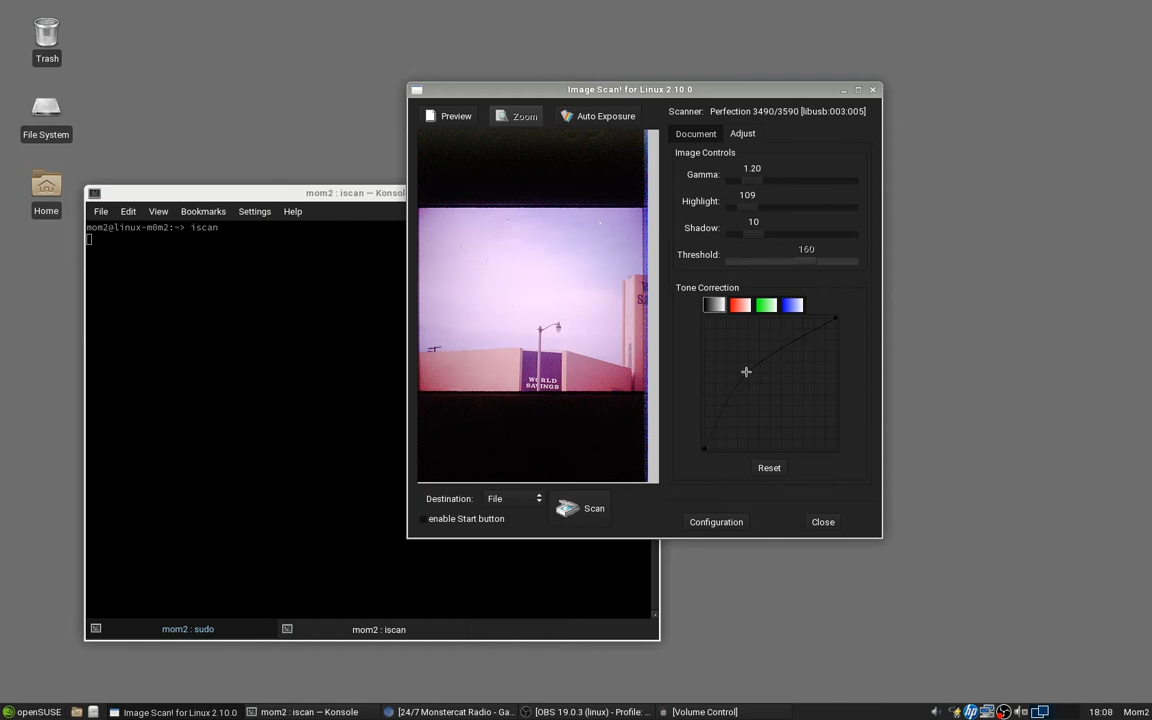 Trash
File System
Home
mom2 : iscan — Konsol
File Edit View Bookmarks Settings Help
mom2@linux-m0m2:~> iscan
mom2 : sudo
mom2 : iscan
Image Scan! for Linux 2.10.0
Preview
Zoom
Auto Exposure
WORLD
SAVINGS
Destination: File
enable Start button
Scan
Scanner: Perfection 3490/3590 [libusb:003:005]
Document Adjust
Image Controls
1.20
Gamma:
109
Highlight:
10
Shadow:
160
Threshold:
Tone Correction
Reset
Configuration
Close
openSUSE
Image Scan! for Linux 2.10.0
mom2 : iscan — Konsole
[24/7 Monstercat Radio - Ga...
[OBS 19.0.3 (linux) - Profile: ...
[Volume Control]
hp
18:08
Mom2